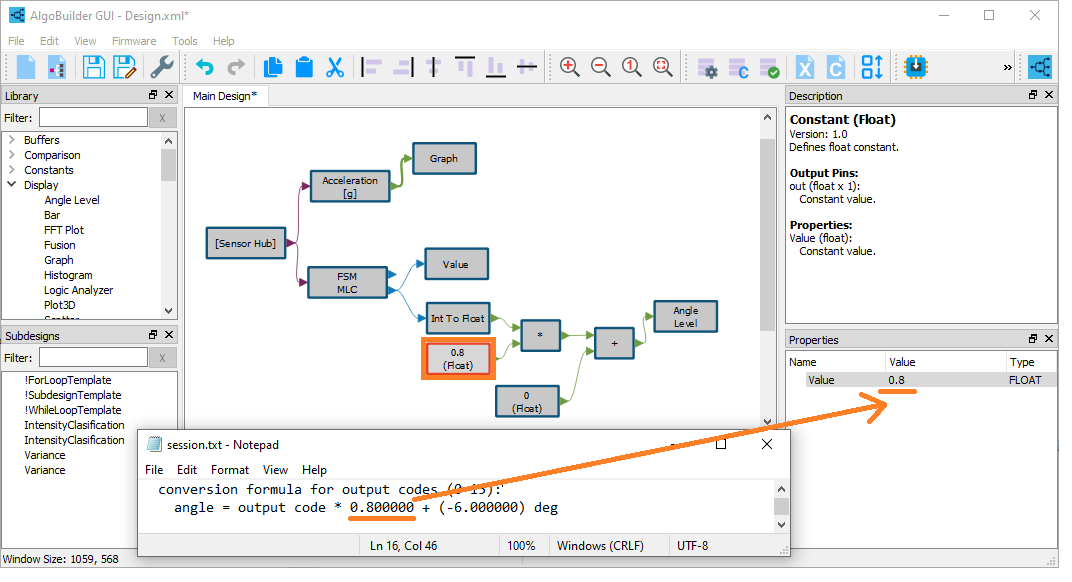 AlgoBuilder GUI - Design.xml*
File Edit View Firmware Tools Help
Library
Filter:
X
Buffers
Comparison
Constants
Display
Angle Level
Bar
FFT Plot
Fusion
Graph
Histogram
Logic Analyzer
Plot3D
Subdesigns
Filter:
X
!ForLoopTemplate
!SubdesignTemplate
!WhileLoopTemplate
IntensityClasification
IntensityClasification
Variance
Variance
Main Design*
Graph
Acceleration
[g]
[Sensor Hub]
FSM
MLC
Value
Int To Float
0.8
(Float)
*
+
Angle
Level
0
(Float)
Description
Constant (Float)
Version: 1.0
Defines float constant.
Output Pins:
out (float x 1):
Constant value.
Properties:
Value (float):
Constant value.
Properties
Name Value Type
Value 0.8 FLOAT
session.txt - Notepad
File Edit Format View Help
conversion formula for output codes (0-15):
angle = output code * 0.800000 + (-6.000000) deg
Ln 16, Col 46 100% Windows (CRLF) UTF-8
Window Size: 1059, 568